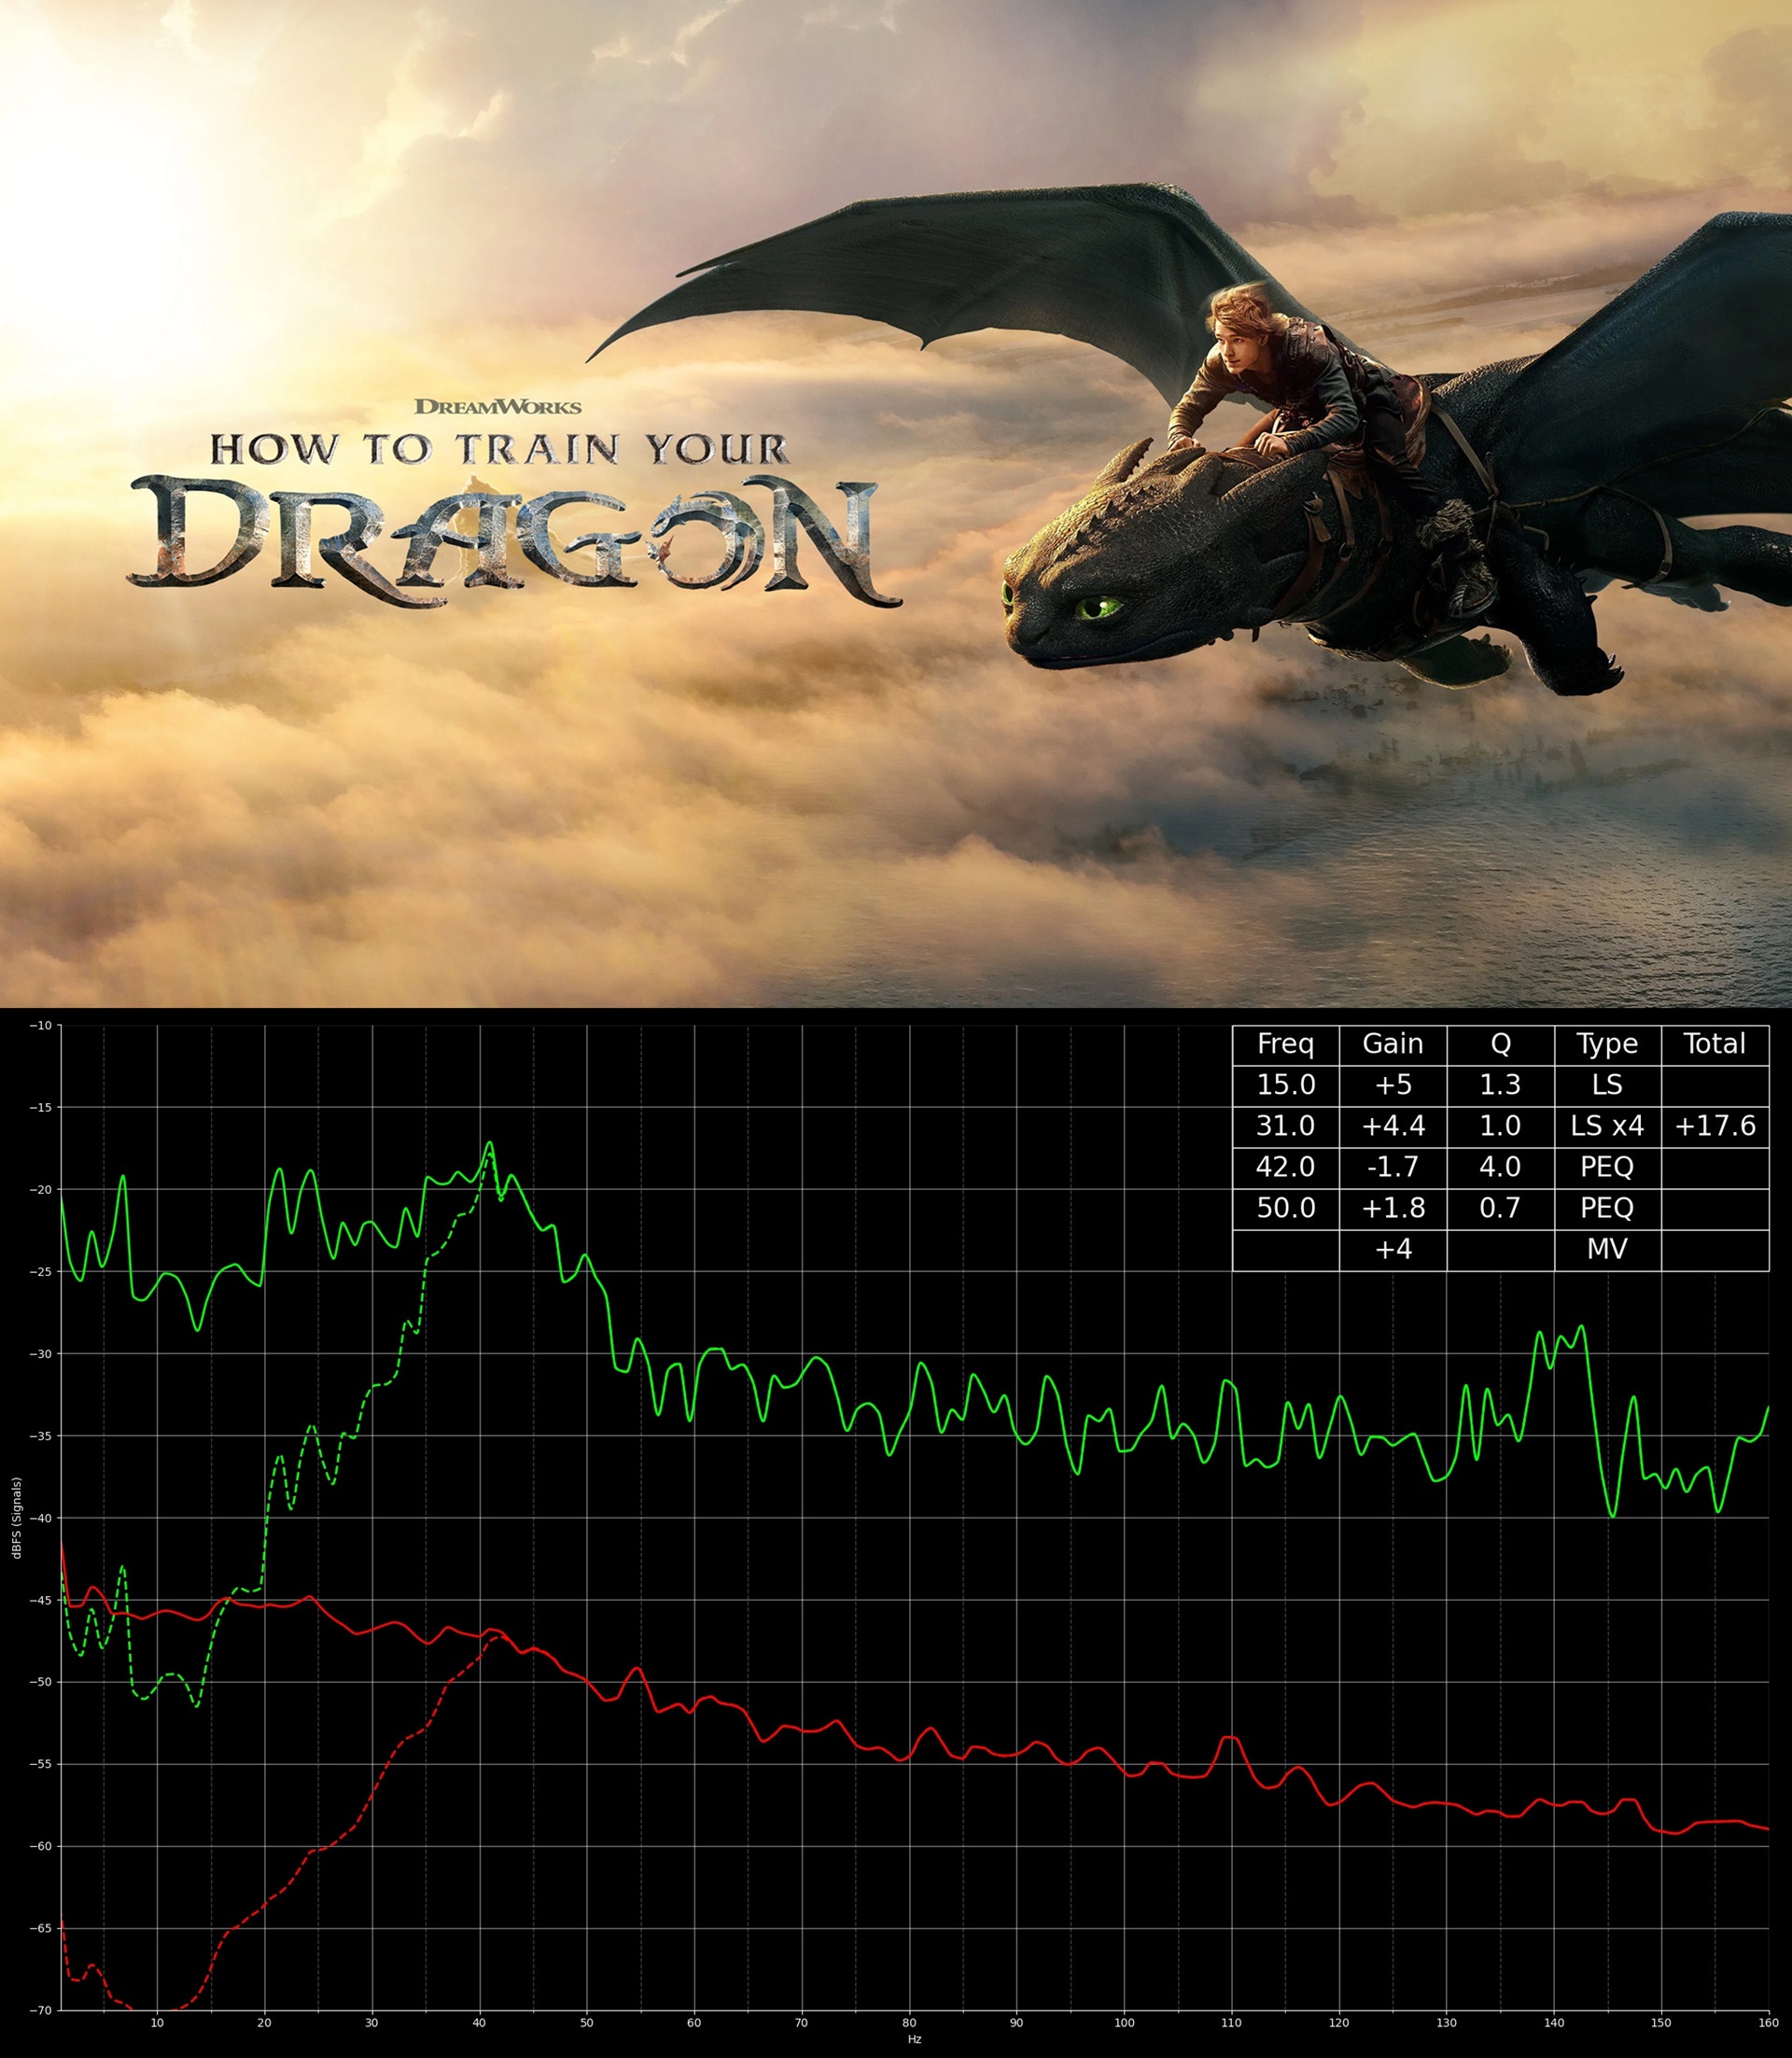 DREAMWORKS
HOW TO TRAIN YOUR
DRAGON
Freq Gain Q Type Total
15.0 +5 1.3 LS
31.0 +4.4 1.0 LS x4 +17.6
42.0 -1.7 4.0 PEQ
50.0 +1.8 0.7 PEQ
+4 MV
−10
−15
−20
−25
−30
−35
−40
−45
−50
−55
−60
−65
−70
dBFS (Signals)
10 20 30 40 50 60 70 80 90 100 110 120 130 140 150 160
Hz